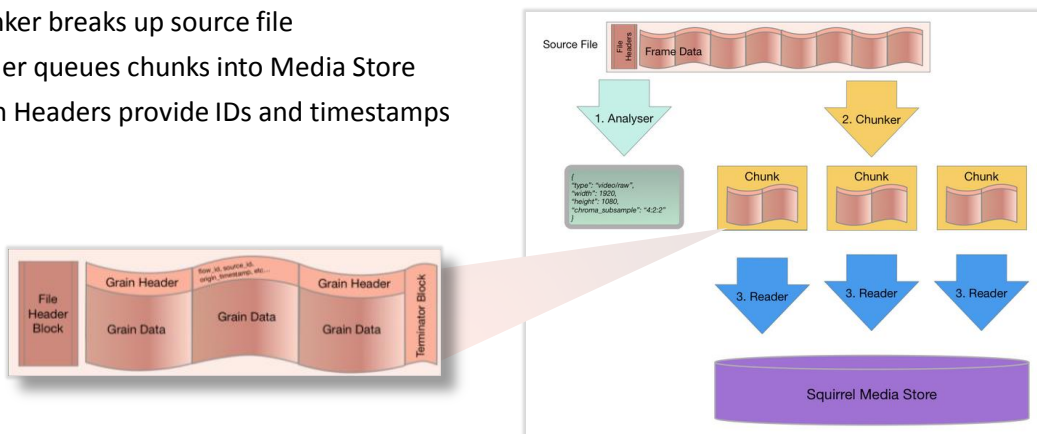 nker breaks up source file
er queues chunks into Media Store
n Headers provide IDs and timestamps
Source File
File Headers
Frame Data
1. Analyser
2. Chunker
{
"type": "video/raw",
"width": 1920,
"height": 1080,
"chroma_subsample": "4:2:2"
}
Chunk
Chunk
Chunk
3. Reader
3. Reader
3. Reader
Squirrel Media Store
File
Header
Block
Grain Header
flow_id, source_id,
origin_timestamp, etc...
Grain Header
Grain Data
Grain Data
Grain Data
Terminator Block